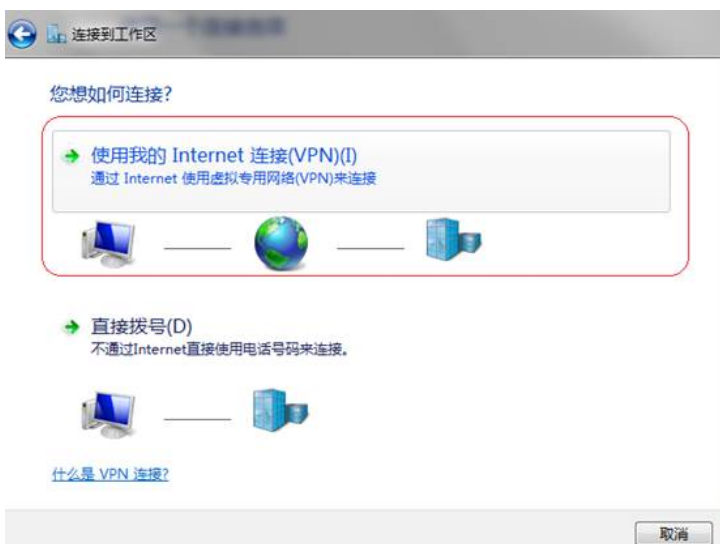 连接到工作区
您想如何连接?
使用我的 Internet 连接(VPN)(I)
通过 Internet 使用虚拟专用网络(VPN)来连接
直接拨号(D)
不通过Internet直接使用电话号码来连接。
什么是 VPN 连接?
取消